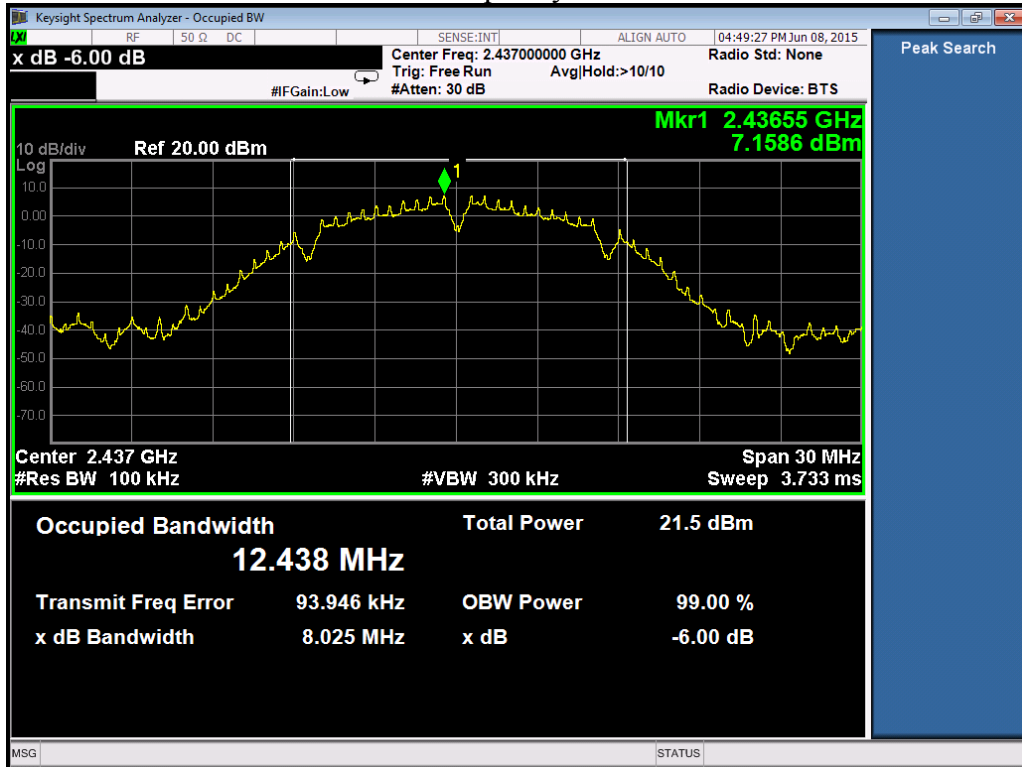 Keysight Spectrum Analyzer - Occupied BW
LXI RF 50 Ω DC SENSE:INT ALIGN AUTO 04:49:27 PM Jun 08, 2015
x dB -6.00 dB
Center Freq: 2.437000000 GHz Radio Std: None
Trig: Free Run Avg|Hold:>10/10
#IFGain:Low #Atten: 30 dB Radio Device: BTS
Peak Search
Mkr1 2.43655 GHz
7.1586 dBm
10 dB/div Ref 20.00 dBm
Log
1
10.0
0.00
-10.0
-20.0
-30.0
-40.0
-50.0
-60.0
-70.0
Center 2.437 GHz Span 30 MHz
#Res BW 100 kHz #VBW 300 kHz Sweep 3.733 ms
Occupied Bandwidth Total Power 21.5 dBm
12.438 MHz
Transmit Freq Error 93.946 kHz OBW Power 99.00 %
x dB Bandwidth 8.025 MHz x dB -6.00 dB
MSG STATUS